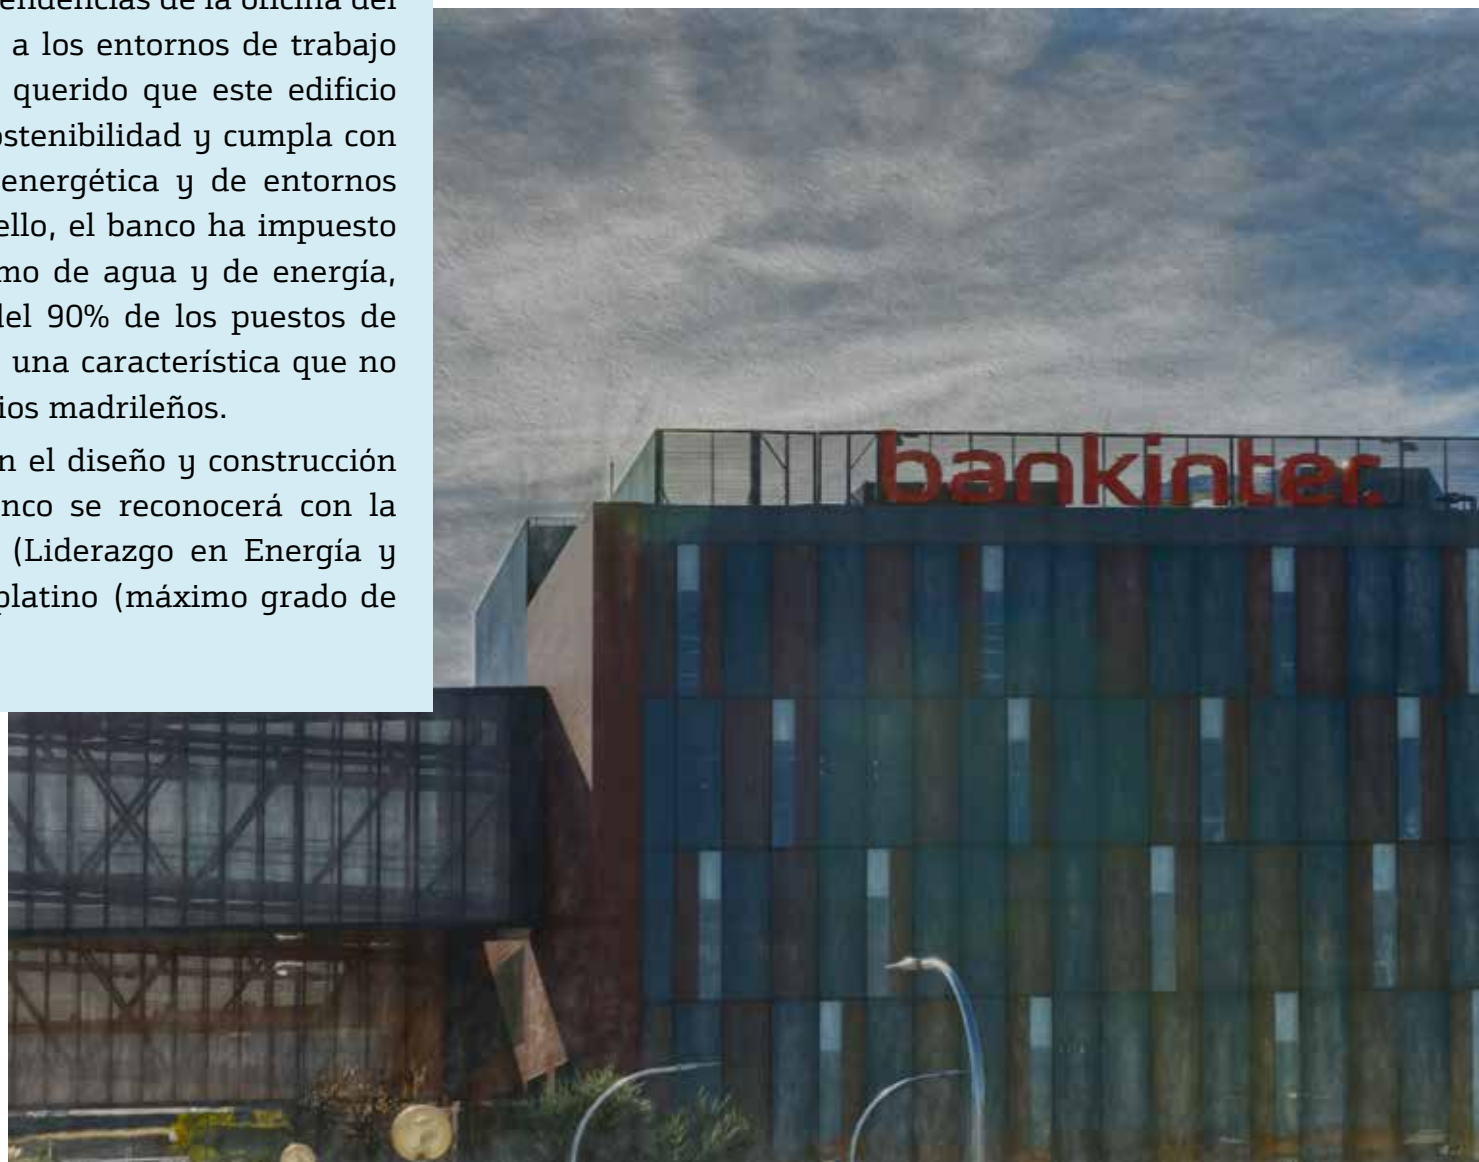 a los entornos de trabajo
querido que este edificio
ostenibilidad y cumpla con
energética y de entornos
ello, el banco ha impuesto
mo de agua y de energía,
del 90% de los puestos de
una característica que no
ios madrileños.
n el diseño y construcción
nco se reconocerá con la
(Liderazgo en Energía y
platino (máximo grado de
bankinter.